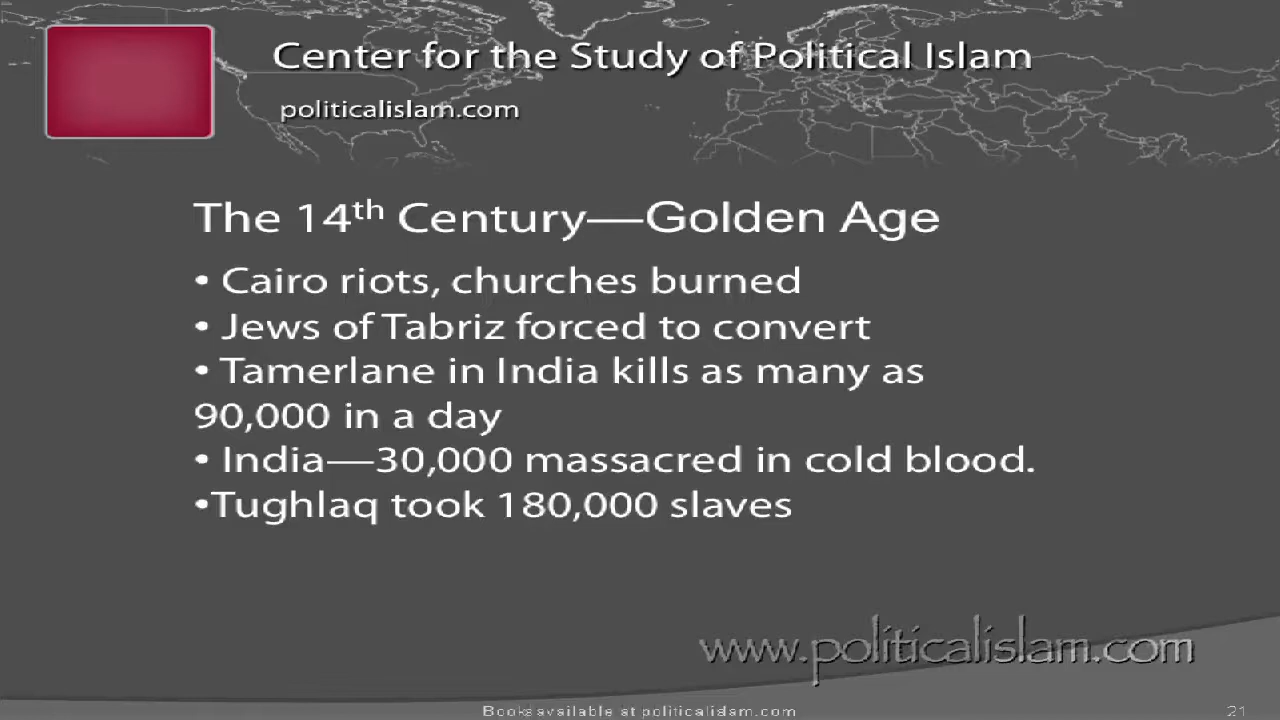 Center for the Study of Political Islam
politicalislam.com
The 14th Century—Golden Age
• Cairo riots, churches burned
• Jews of Tabriz forced to convert
• Tamerlane in India kills as many as
90,000 in a day
• India—30,000 massacred in cold blood.
•Tughlaq took 180,000 slaves
www.politicalislam.com
Books available at politicalislam.com
21